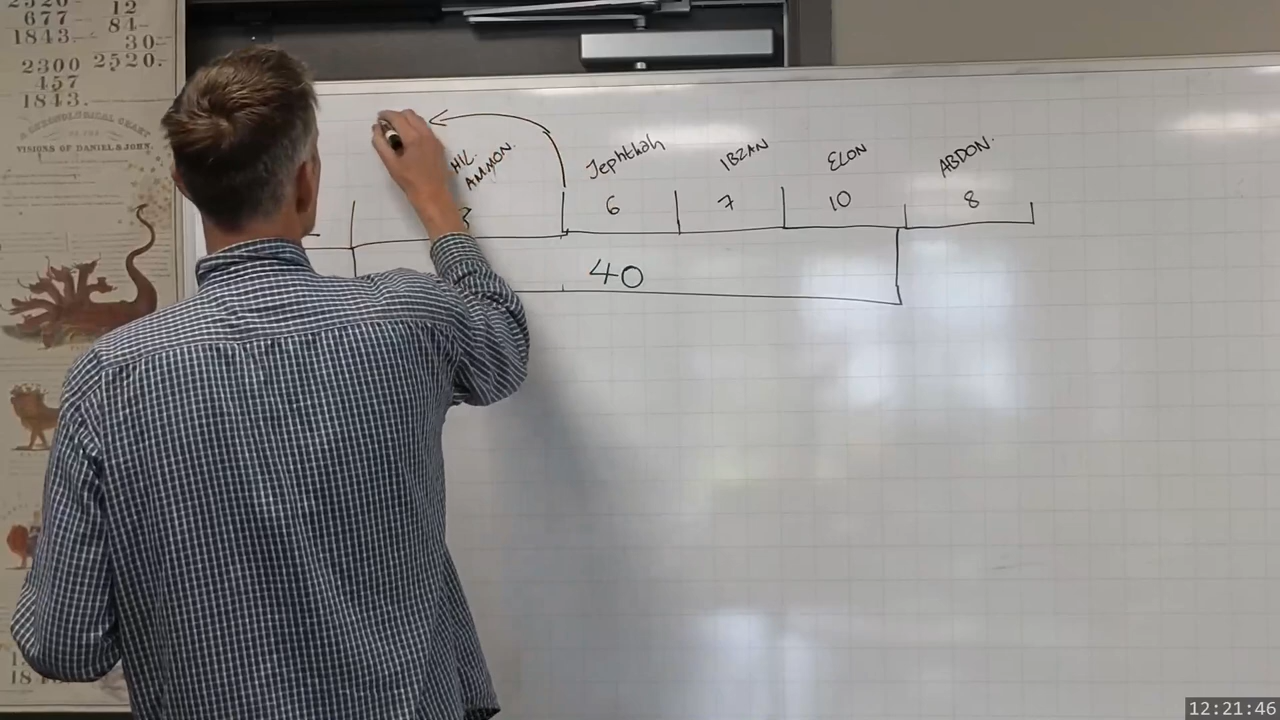 2520- 12
677- 84-
1843- 30-
2300 2520-
457
1843.
A CHRONOLOGICAL CHART
OF THE
VISIONS OF DANIEL & JOHN.
PHIL.
AMMON.
Jephthah
IBZAN
ELON
ABDON.
6 7 10 8
40
12:21:46